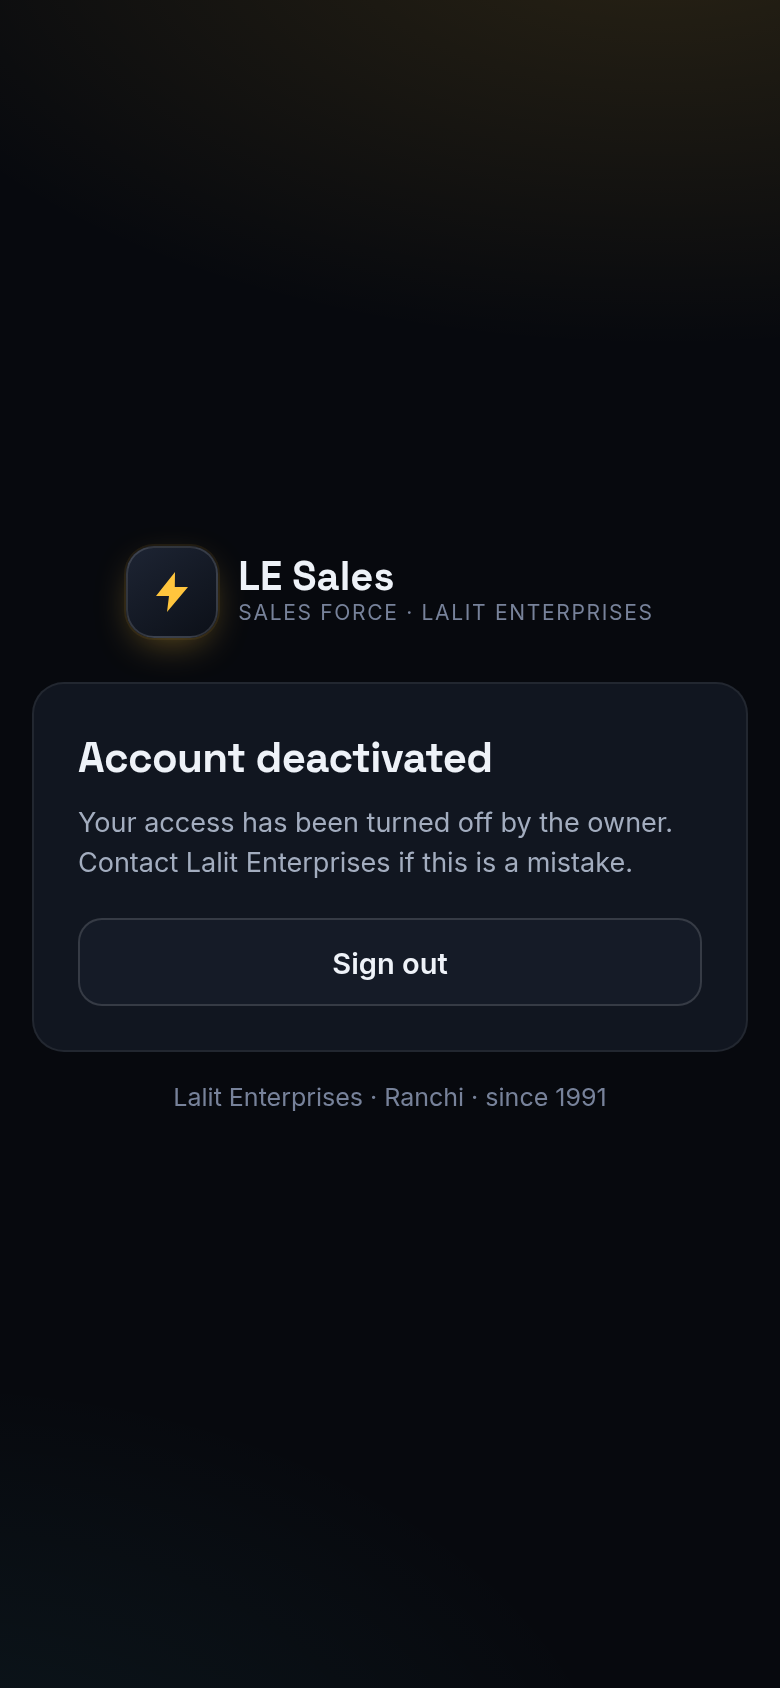 LE Sales
SALES FORCE · LALIT ENTERPRISES
Account deactivated
Your access has been turned off by the owner.
Contact Lalit Enterprises if this is a mistake.
Sign out
Lalit Enterprises · Ranchi · since 1991